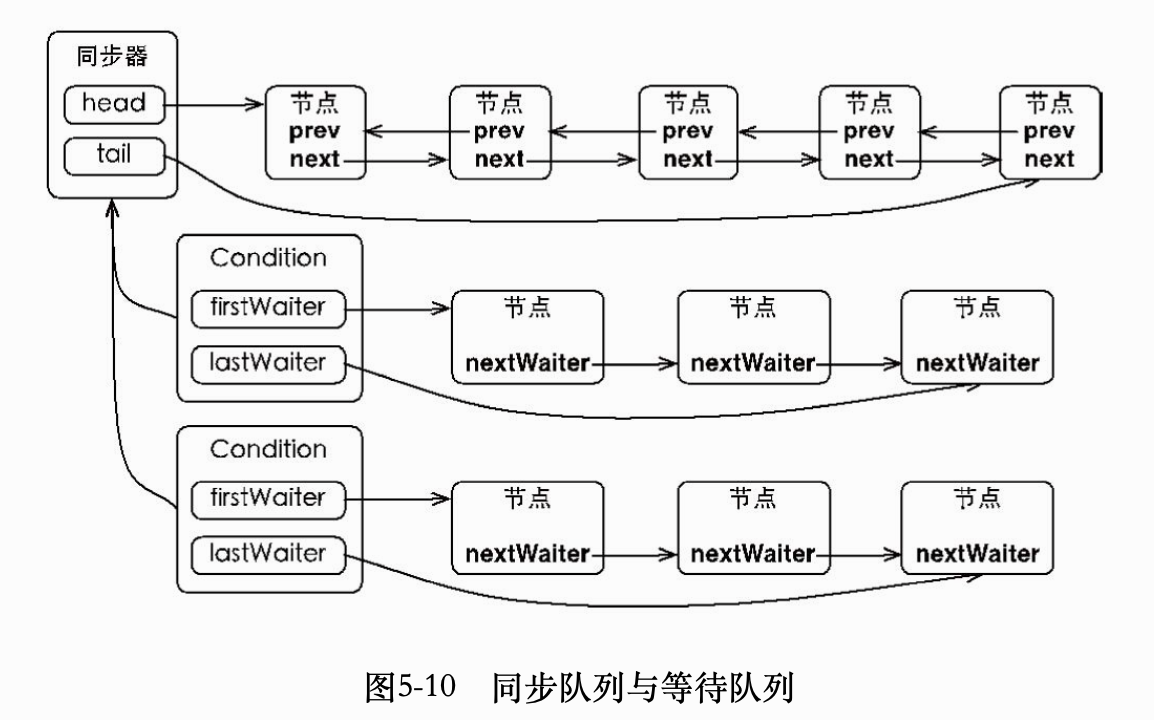 同步器
head
tail
节点
prev
next
节点
prev
next
节点
prev
next
节点
prev
next
节点
prev
next
Condition
firstWaiter
lastWaiter
节点
nextWaiter
节点
nextWaiter
节点
nextWaiter
Condition
firstWaiter
lastWaiter
节点
nextWaiter
节点
nextWaiter
节点
nextWaiter
图5-10 同步队列与等待队列